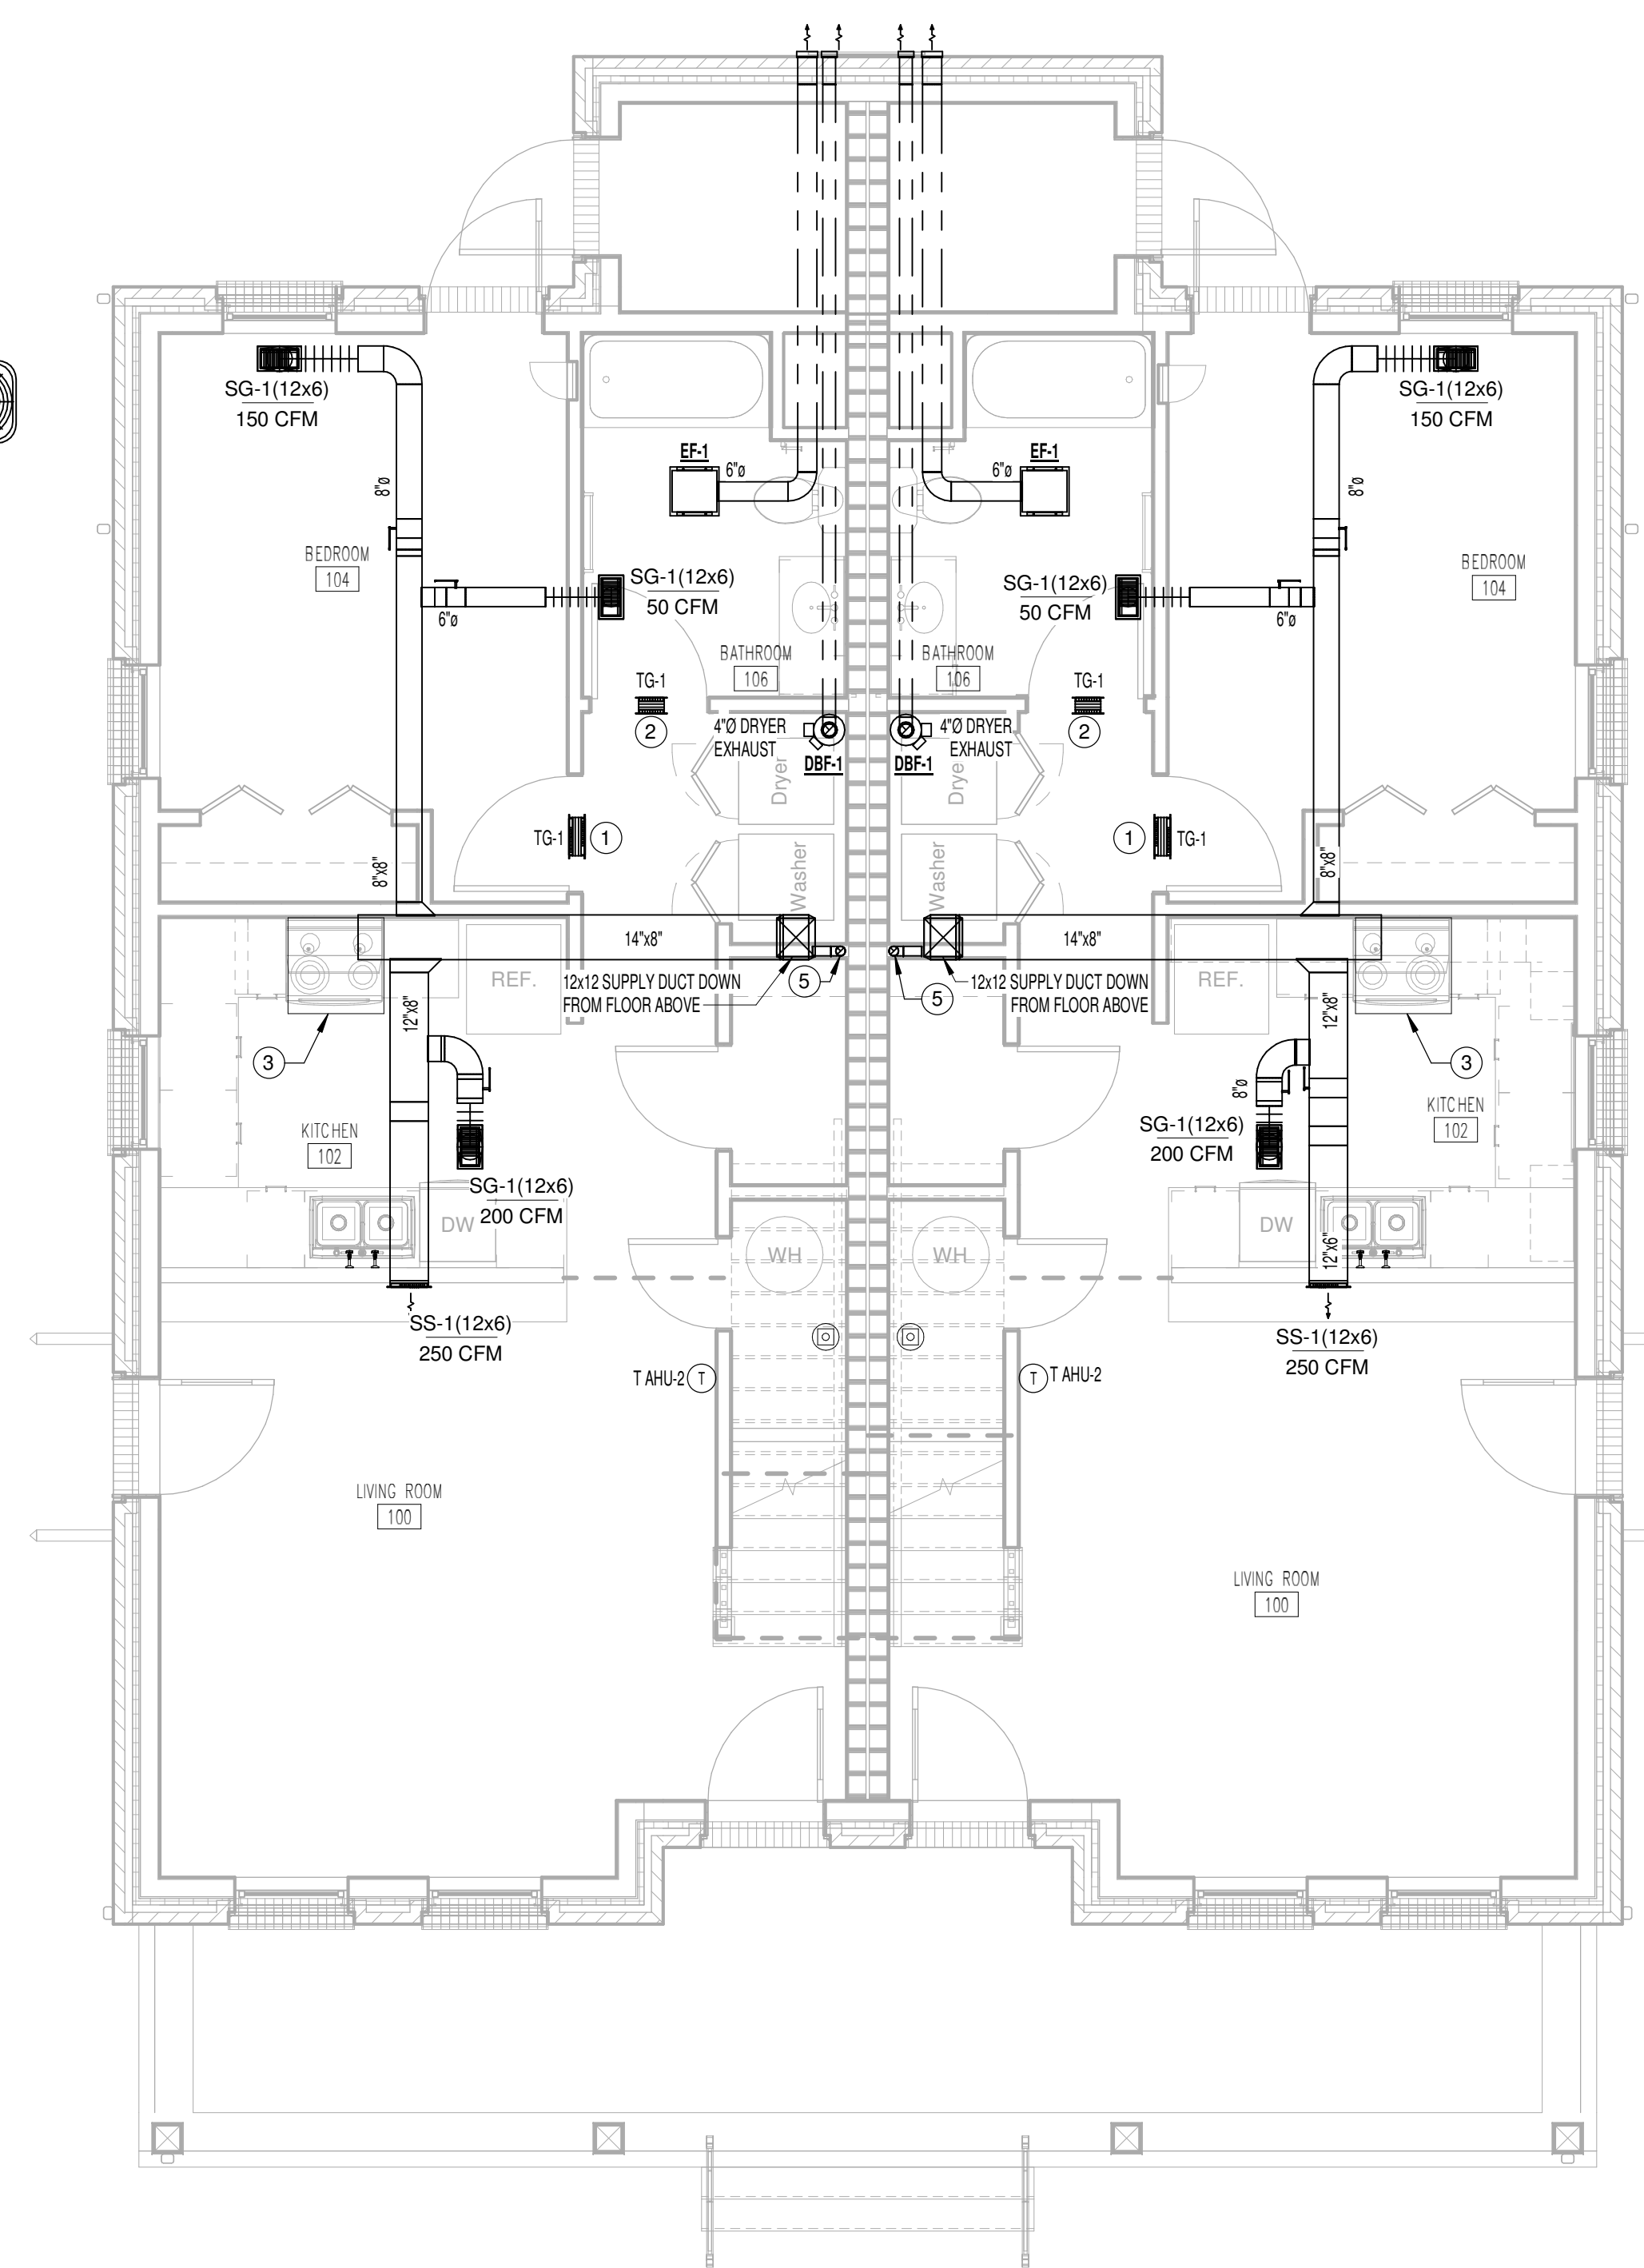 SG-1(12x6)
150 CFM
SG-1(12x6)
150 CFM
EF-1
EF-1
6"ø
6"ø
8"ø
8"ø
BEDROOM
104
BEDROOM
104
SG-1(12x6)
50 CFM
SG-1(12x6)
50 CFM
6"ø
6"ø
BATHROOM
106
BATHROOM
106
TG-1
2
TG-1
2
4"Ø DRYER
EXHAUST
4"Ø DRYER
EXHAUST
DBF-1
DBF-1
Dryer
Dryer
TG-1
1
1
TG-1
Washer
Washer
8"x8"
8"x8"
14"x8"
14"x8"
REF.
REF.
12x12 SUPPLY DUCT DOWN
FROM FLOOR ABOVE
5
5
12x12 SUPPLY DUCT DOWN
FROM FLOOR ABOVE
12"x8"
12"x8"
3
3
8"ø
KITCHEN
102
KITCHEN
102
SG-1(12x6)
200 CFM
SG-1(12x6)
200 CFM
DW
DW
WH
WH
12"x6"
SS-1(12x6)
250 CFM
SS-1(12x6)
250 CFM
T AHU-2
T
T
T AHU-2
LIVING ROOM
100
LIVING ROOM
100